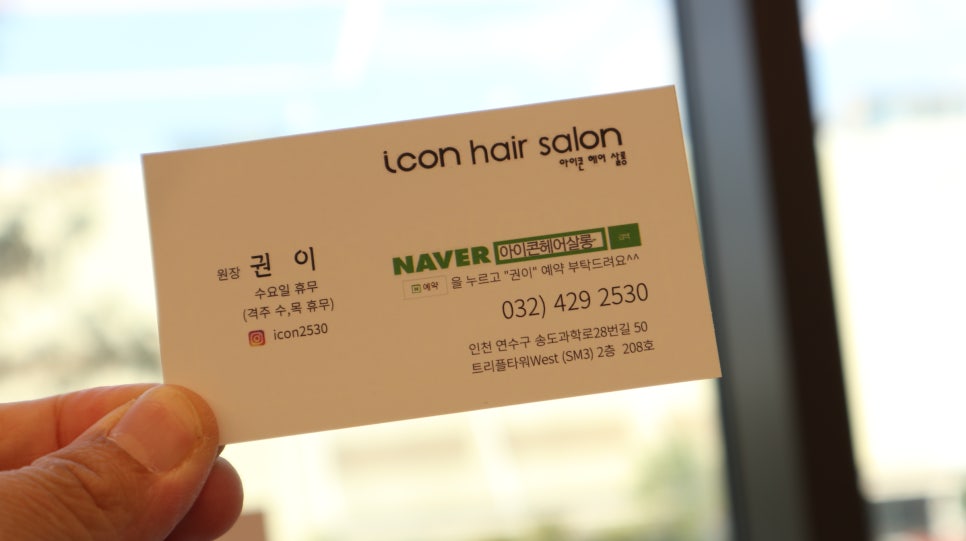 icon hair salon
아이콘 헤어 살롱
원장 권 이
수요일 휴무
(격주 수,목 휴무)
icon2530
NAVER 아이콘헤어살롱 검색
예약 을 누르고 "권이" 예약 부탁드려요^^
032) 429 2530
인천 연수구 송도과학로28번길 50
트리플타워West (SM3) 2층 208호